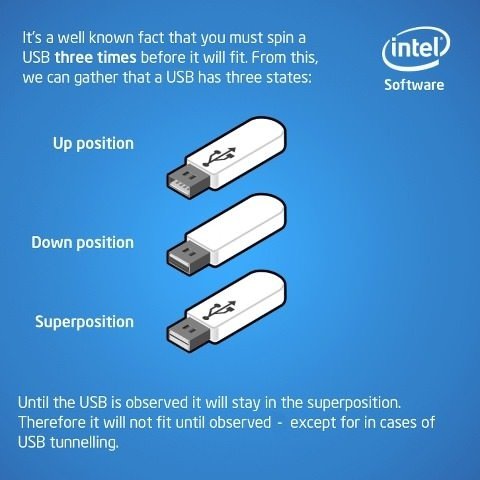 It's a well known fact that you must spin a
USB three times before it will fit. From this,
we can gather that a USB has three states:
intel
Software
Up position
Down position
Superposition
Until the USB is observed it will stay in the superposition.
Therefore it will not fit until observed - except for in cases of
USB tunnelling.